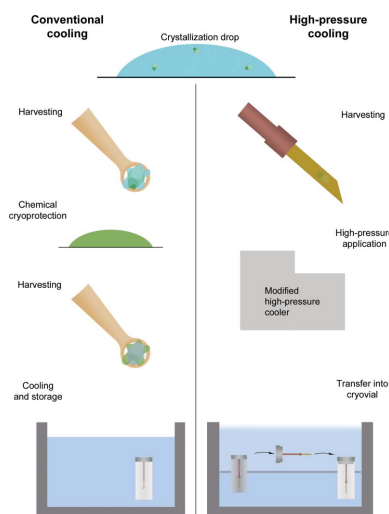 Conventional
cooling
High-pressure
cooling
Crystallization drop
Harvesting
Harvesting
Chemical
cryoprotection
High-pressure
application
Modified
high-pressure
cooler
Harvesting
Cooling
and storage
Transfer into
cryovial